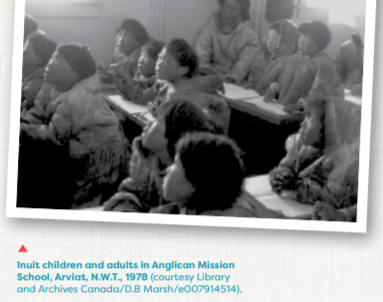 Inuit children and adults in Anglican Mission
School, Arviat, N.W.T., 1978 (courtesy Library
and Archives Canada/D.B Marsh/e007914514).